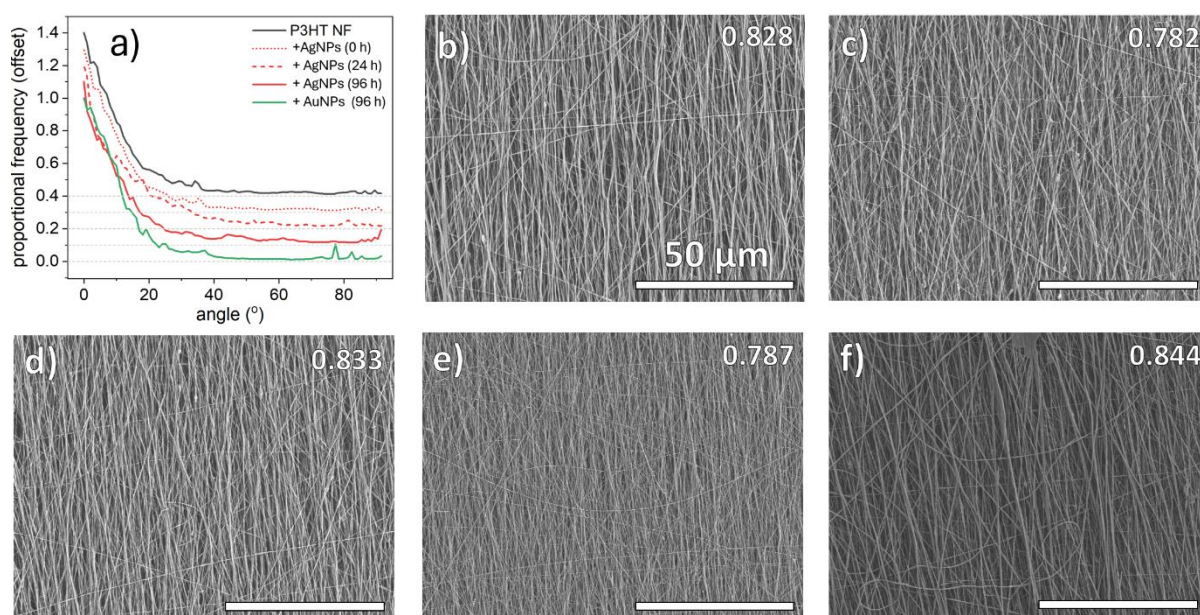 a)
P3HT NF
+AgNPs (0 h)
+ AgNPs (24 h)
+ AgNPs (96 h)
+ AuNPs (96 h)
proportional frequency (offset)
1.4
1.2
1.0
0.8
0.6
0.4
0.2
0.0
0 20 40 60 80
angle (º)
b) 0.828
50 µm
c) 0.782
d) 0.833
e) 0.787
f) 0.844